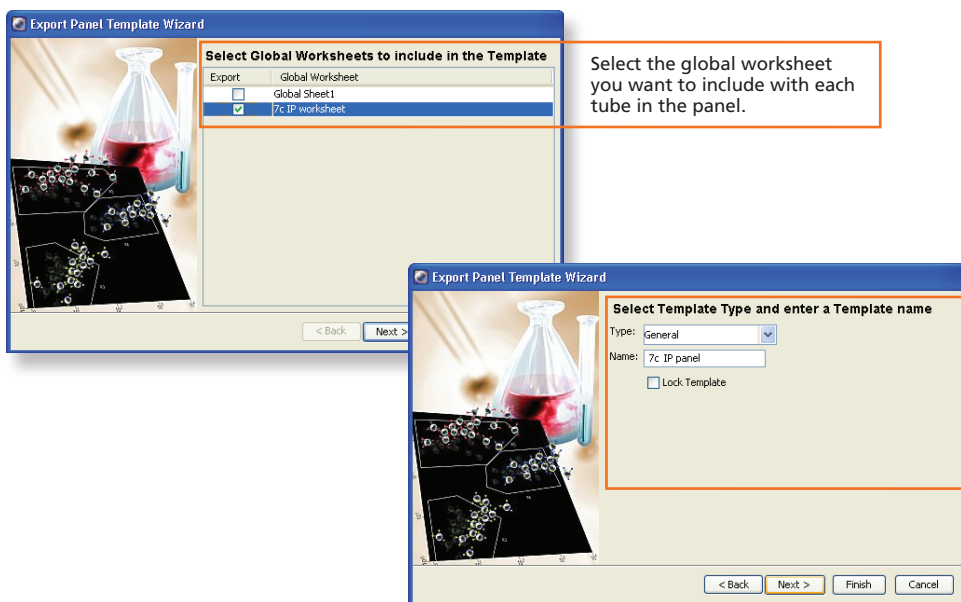 Export Panel Template Wizard
Select Global Worksheets to include in the Template
Export Global Worksheet
Global Sheet1
7c IP worksheet
< Back Next >
Select the global worksheet
you want to include with each
tube in the panel.
Export Panel Template Wizard
Select Template Type and enter a Template name
Type: General
Name: 7c IP panel
Lock Template
< Back Next > Finish Cancel